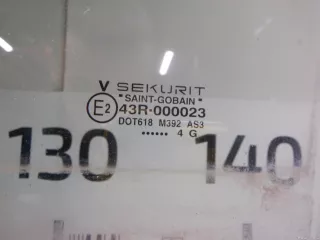 V SEKURIT
"SAINT-GOBAIN"
E2 43R-000023
DOT618 M392 AS3
...... 4 G
130 140